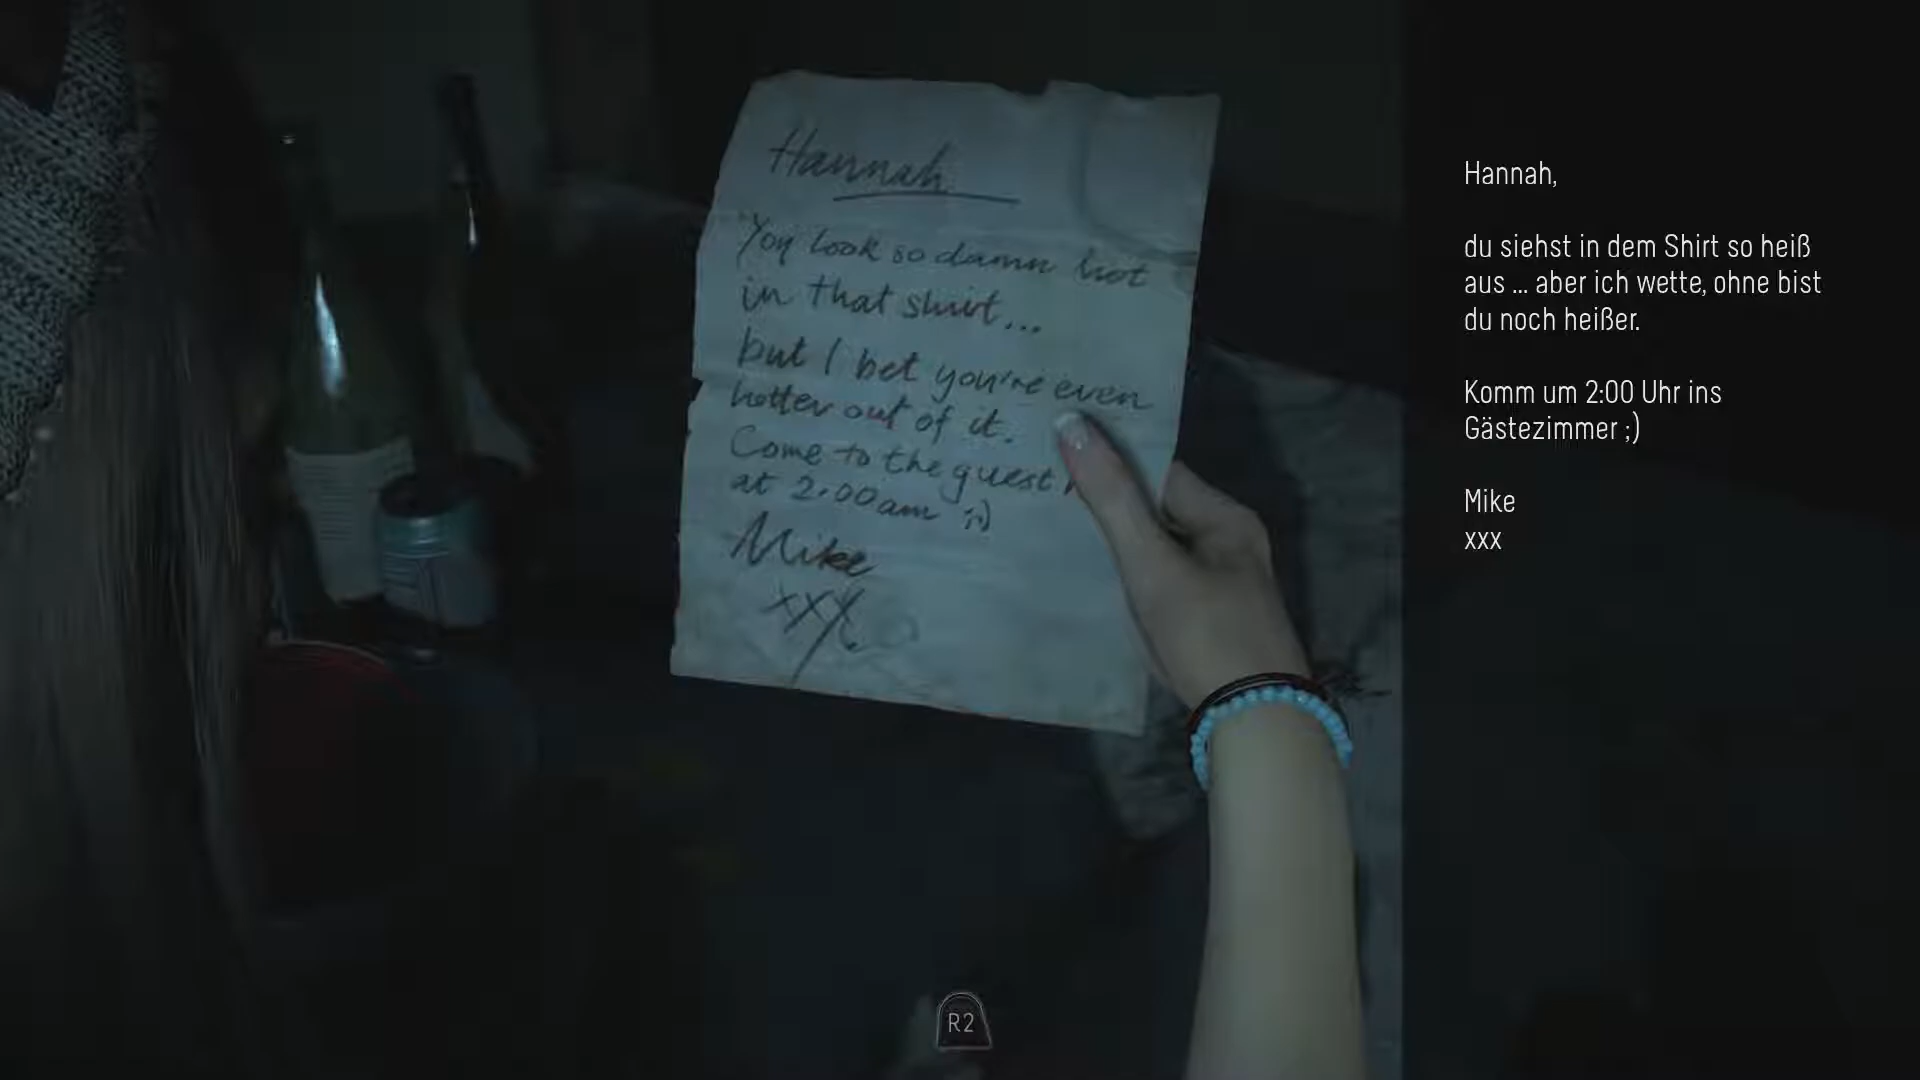 Hannah
You look so damn hot
in that shirt...
but I bet you're even
hotter out of it.
Come to the guest
at 2.00am ;)
Mike
xxx
Hannah,
du siehst in dem Shirt so heiß
aus ... aber ich wette, ohne bist
du noch heißer.
Komm um 2:00 Uhr ins
Gästezimmer ;)
Mike
xxx
R2